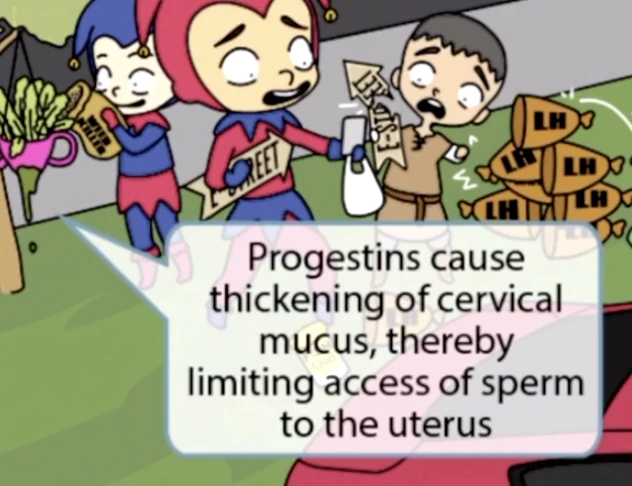 E-STREET
LH
LH
LH
LH
LH
Progestins cause
thickening of cervical
mucus, thereby
limiting access of sperm
to the uterus